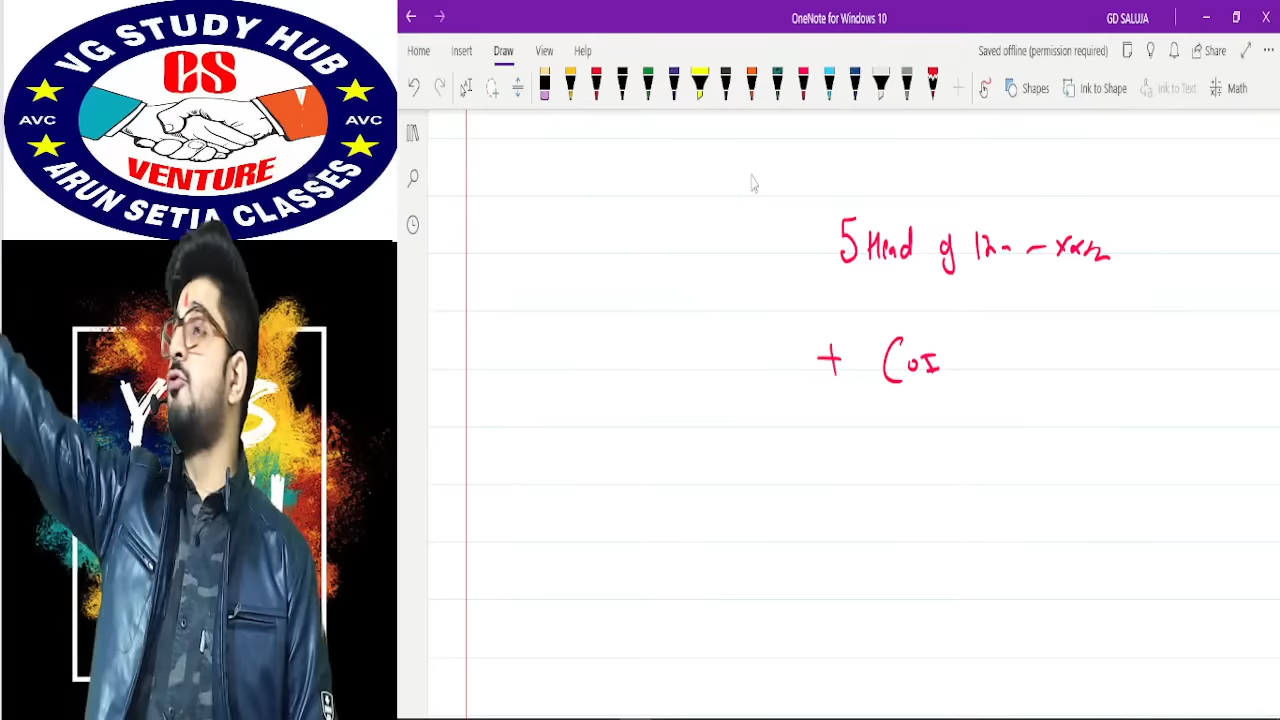 VG STUDY HUB
CS
AVC AVC
VENTURE
ARUN SETIA CLASSES
OneNote for Windows 10
GD SALUJA
Home Insert Draw View Help
Saved offline (permission required)
Share
Shapes
Ink to Shape
Ink to Text
Math
5 Head of
+ COI